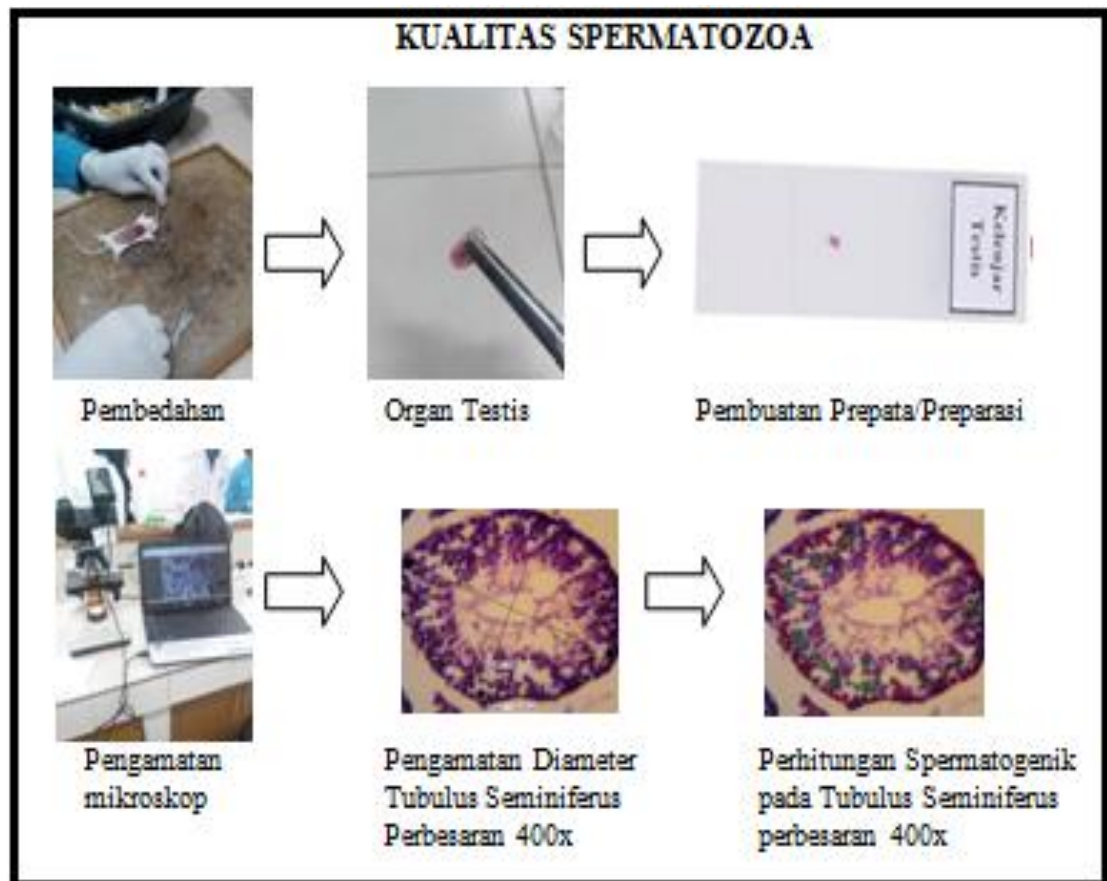 KUALITAS SPERMATOZOA
Kelenjar
Testis
Pembedahan
Organ Testis
Pembuatan Prepata/Preparasi
Pengamatan
mikroskop
Pengamatan Diameter
Tubulus Seminiferus
Perbesaran 400x
Perhitungan Spermatogenik
pada Tubulus Seminiferus
perbesaran 400x